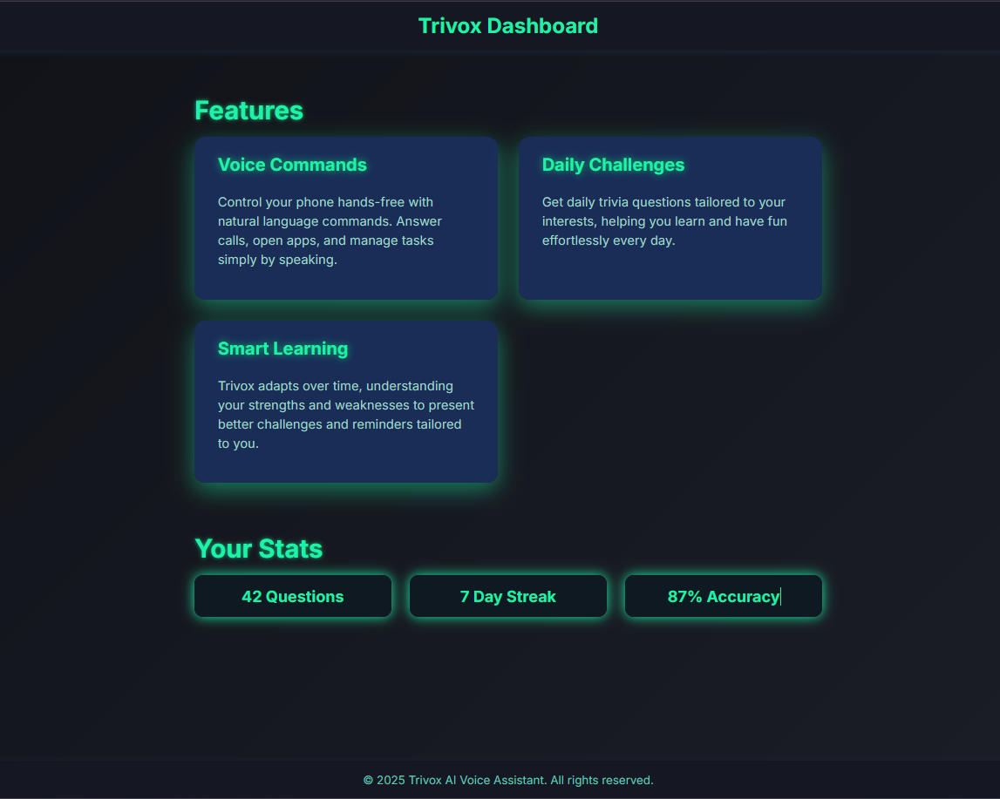 Trivox Dashboard
Features
Voice Commands
Control your phone hands-free with
natural language commands. Answer
calls, open apps, and manage tasks
simply by speaking.
Daily Challenges
Get daily trivia questions tailored to your
interests, helping you learn and have fun
effortlessly every day.
Smart Learning
Trivox adapts over time, understanding
your strengths and weaknesses to present
better challenges and reminders tailored
to you.
Your Stats
42 Questions
7 Day Streak
87% Accuracy
© 2025 Trivox AI Voice Assistant. All rights reserved.